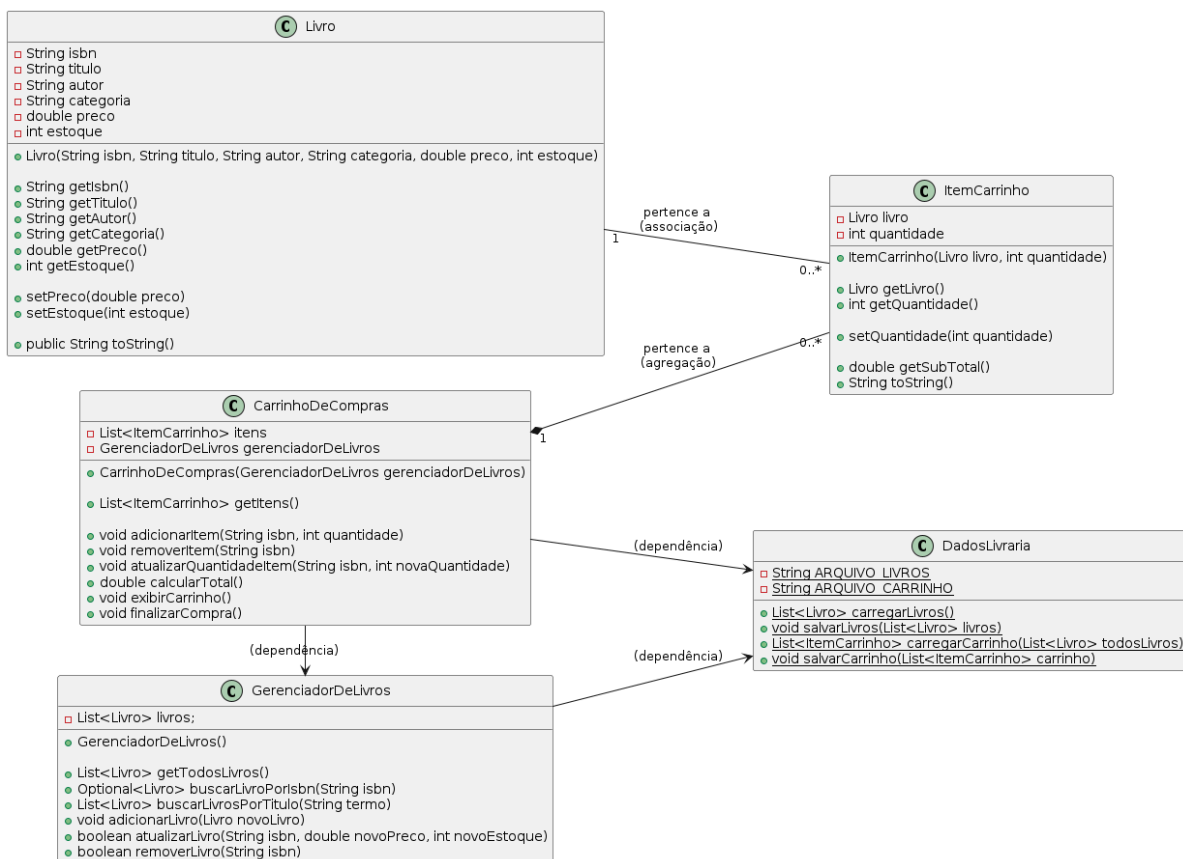 C Livro
String isbn
String titulo
String autor
String categoria
double preco
int estoque
Livro(String isbn, String titulo, String autor, String categoria, double preco, int estoque)
String getIsbn()
String getTitulo()
String getAutor()
String getCategoria()
double getPreco()
int getEstoque()
setPreco(double preco)
setEstoque(int estoque)
public String toString()
pertence a
(associação)
1
0..*
C ItemCarrinho
Livro livro
int quantidade
ItemCarrinho(Livro livro, int quantidade)
Livro getLivro()
int getQuantidade()
setQuantidade(int quantidade)
double getSubTotal()
String toString()
pertence a
(agregação)
0..*
1
C CarrinhoDeCompras
List<ItemCarrinho> itens
GerenciadorDeLivros gerenciadorDeLivros
CarrinhoDeCompras(GerenciadorDeLivros gerenciadorDeLivros)
List<ItemCarrinho> getItens()
void adicionarItem(String isbn, int quantidade)
void removerItem(String isbn)
void atualizarQuantidadeItem(String isbn, int novaQuantidade)
double calcularTotal()
void exibirCarrinho()
void finalizarCompra()
(dependência)
C DadosLivraria
String ARQUIVO_LIVROS
String ARQUIVO_CARRINHO
List<Livro> carregarLivros()
void salvarLivros(List<Livro> livros)
List<ItemCarrinho> carregarCarrinho(List<Livro> todosLivros)
void salvarCarrinho(List<ItemCarrinho> carrinho)
(dependência)
(dependência)
C GerenciadorDeLivros
List<Livro> livros;
GerenciadorDeLivros()
List<Livro> getTodosLivros()
Optional<Livro> buscarLivroPorIsbn(String isbn)
List<Livro> buscarLivrosPorTitulo(String termo)
void adicionarLivro(Livro novoLivro)
boolean atualizarLivro(String isbn, double novoPreco, int novoEstoque)
boolean removerLivro(String isbn)